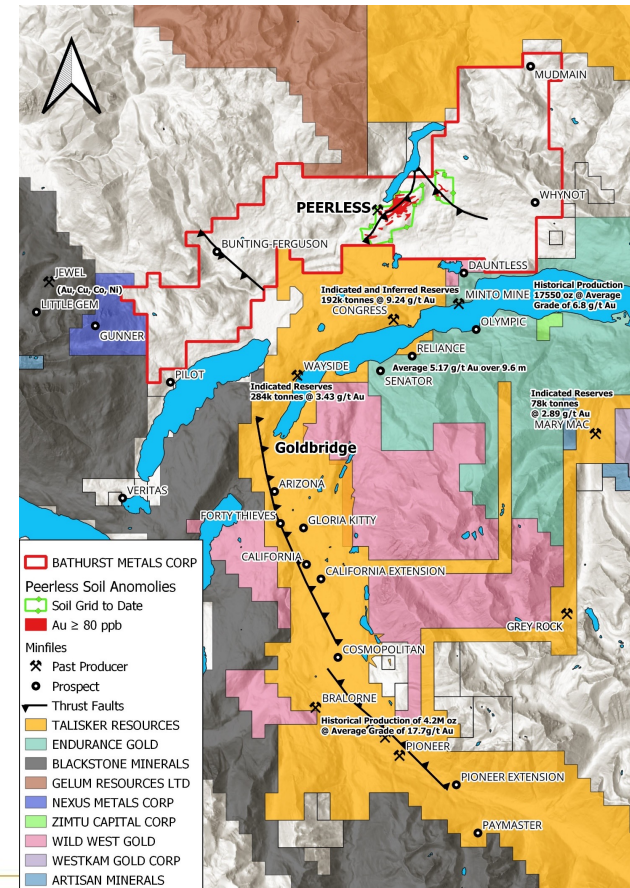 MUDMAIN
WHYNOT
PEERLESS
BUNTING-FERGUSON
DAUNTLESS
JEWEL
(Au, Cu, Co, Ni)
LITTLE GEM
GUNNER
Indicated and Inferred Reserves
192k tonnes @ 9.24 g/t Au
CONGRESS
MINTO MINE
Historical Production
17550 oz @ Average
Grade of 6.8 g/t Au
OLYMPIC
RELIANCE
Average 5.17 g/t Au over 9.6 m
SENATOR
WAYSIDE
PILOT
Indicated Reserves
284k tonnes @ 3.43 g/t Au
Indicated Reserves
78k tonnes
@ 2.89 g/t Au
MARY MAC
Goldbridge
VERITAS
ARIZONA
FORTY THIEVES
GLORIA KITTY
CALIFORNIA
CALIFORNIA EXTENSION
GREY ROCK
COSMOPOLITAN
BRALORNE
Historical Production of 4.2M oz
@ Average Grade of 17.7g/t Au
PIONEER
PIONEER EXTENSION
PAYMASTER
BATHURST METALS CORP
Peerless Soil Anomolies
Soil Grid to Date
Au ≥ 80 ppb
Minfiles
Past Producer
Prospect
Thrust Faults
TALISKER RESOURCES
ENDURANCE GOLD
BLACKSTONE MINERALS
GELUM RESOURCES LTD
NEXUS METALS CORP
ZIMTU CAPITAL CORP
WILD WEST GOLD
WESTKAM GOLD CORP
ARTISAN MINERALS